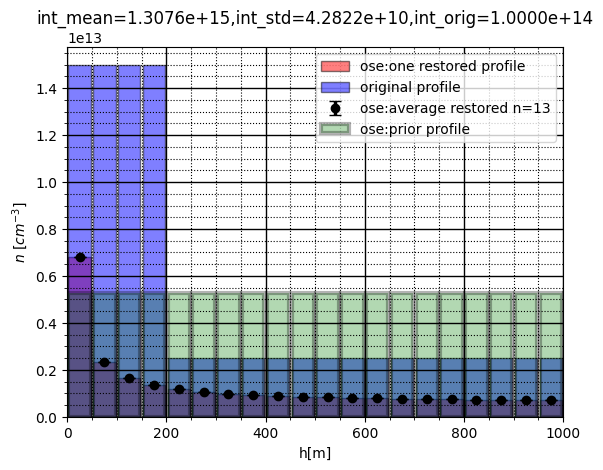 int_mean=1.3076e+15,int_std=4.2822e+10,int_orig=1.0000e+14
1e13
ose:one restored profile
original profile
ose:average restored n=13
ose:prior profile
1.4
1.2
1.0
0.8
0.6
0.4
0.2
0.0
n [cm⁻³]
0 200 400 600 800 1000
h[m]